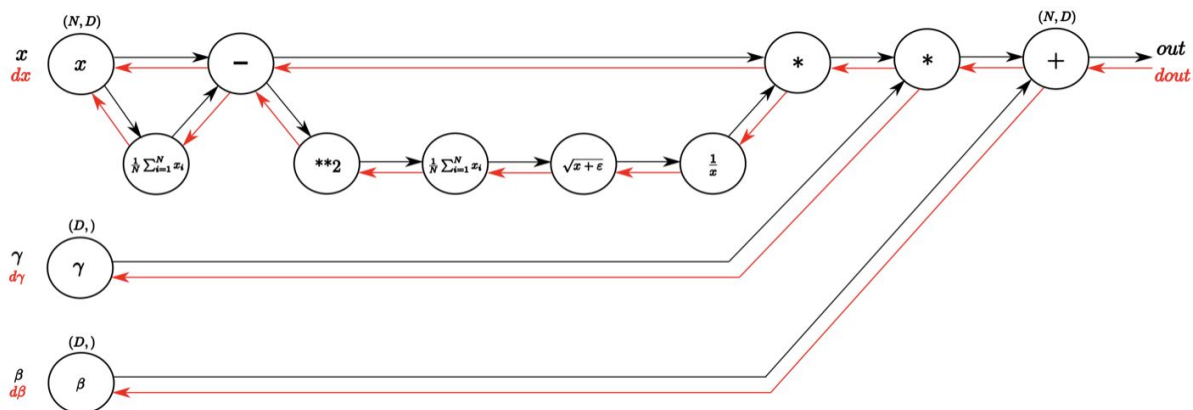 (N, D)
x
dx
x
−
*
*
(N, D)
+
out
dout
1/N ∑_{i=1}^{N} x_i
**2
1/N ∑_{i=1}^{N} x_i
√(x + ε)
1/x
(D,)
γ
dγ
γ
(D,)
β
dβ
β